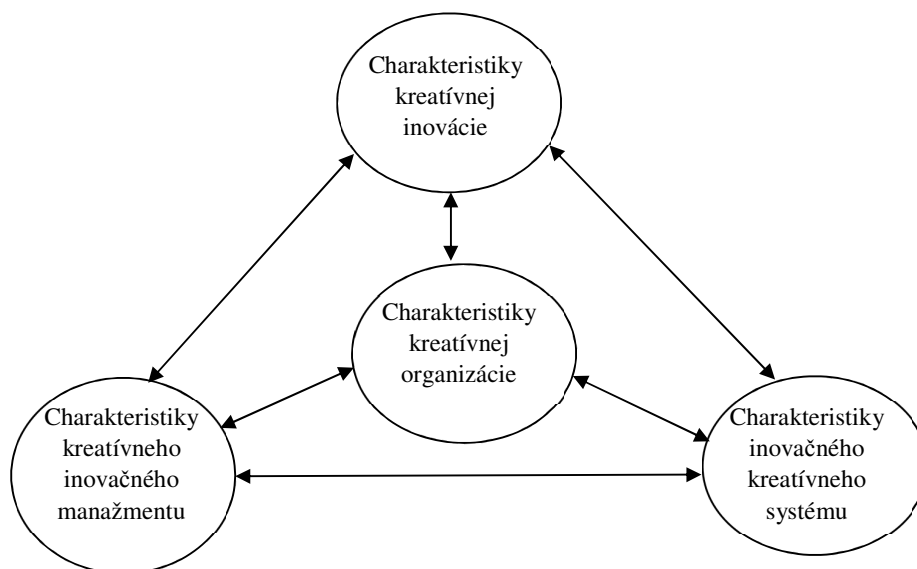 Charakteristiky
kreatívnej
inovácie
Charakteristiky
kreatívnej
organizácie
Charakteristiky
kreatívneho
inovačného
manažmentu
Charakteristiky
inovačného
kreatívneho
systému